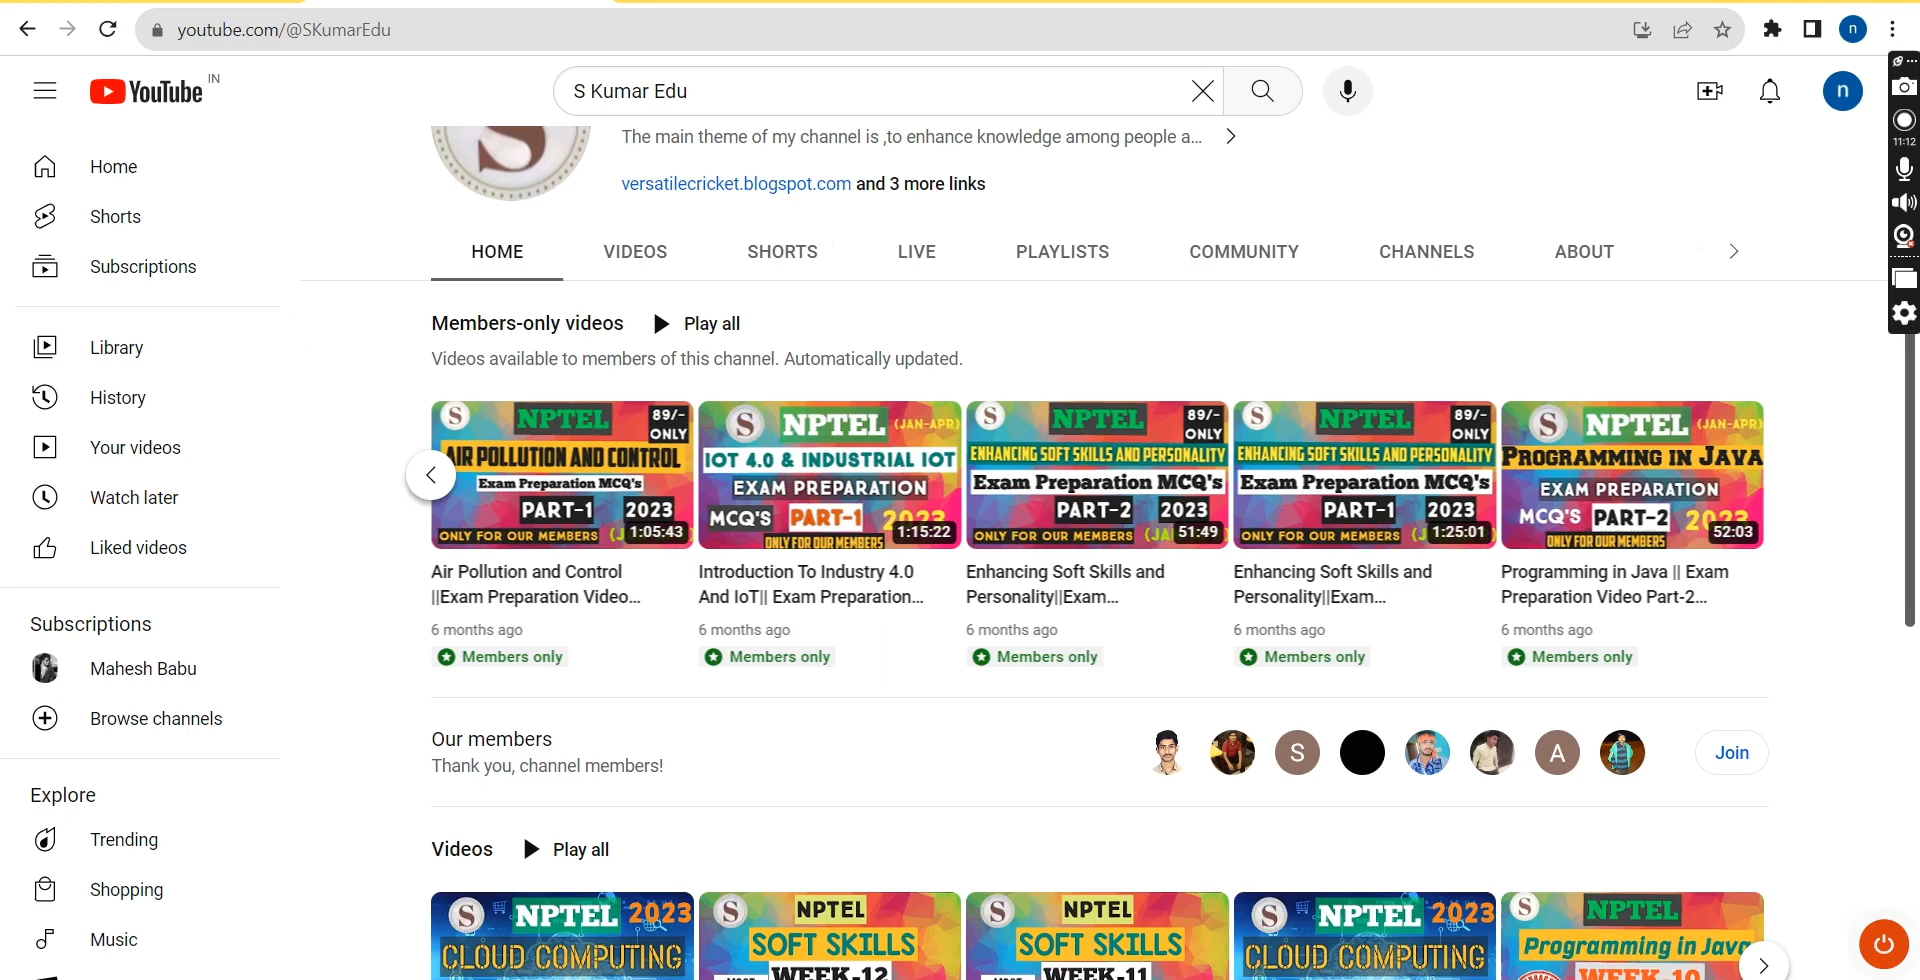 youtube.com/@SKumarEdu
n
YouTube IN
S Kumar Edu
n
11:12
Home
Shorts
Subscriptions
Library
History
Your videos
Watch later
Liked videos
Subscriptions
Mahesh Babu
Browse channels
Explore
Trending
Shopping
Music
S
The main theme of my channel is ,to enhance knowledge among people a...
versatilecricket.blogspot.com and 3 more links
HOME VIDEOS SHORTS LIVE PLAYLISTS COMMUNITY CHANNELS ABOUT
Members-only videos Play all
Videos available to members of this channel. Automatically updated.
S NPTEL 89/- ONLY
AIR POLLUTION AND CONTROL
Exam Preparation MCQ's
PART-1 2023
ONLY FOR OUR MEMBERS (J 1:05:43
Air Pollution and Control
||Exam Preparation Video...
6 months ago
Members only
S NPTEL (JAN-APR)
IOT 4.0 & INDUSTRIAL IOT
EXAM PREPARATION
MCQ'S PART-1 2023
ONLY FOR OUR MEMBERS 1:15:22
Introduction To Industry 4.0
And IoT|| Exam Preparation...
6 months ago
Members only
S NPTEL 89/- ONLY
ENHANCING SOFT SKILLS AND PERSONALITY
Exam Preparation MCQ's
PART-2 2023
ONLY FOR OUR MEMBERS (JA 51:49
Enhancing Soft Skills and
Personality||Exam...
6 months ago
Members only
S NPTEL 89/- ONLY
ENHANCING SOFT SKILLS AND PERSONALITY
Exam Preparation MCQ's
PART-1 2023
ONLY FOR OUR MEMBERS (J 1:25:01
Enhancing Soft Skills and
Personality||Exam...
6 months ago
Members only
S NPTEL (JAN-APR)
PROGRAMMING IN JAVA
EXAM PREPARATION
MCQ'S PART-2 2023
ONLY FOR OUR MEMBERS 52:03
Programming in Java || Exam
Preparation Video Part-2...
6 months ago
Members only
Our members
Thank you, channel members!
S A Join
Videos Play all
S NPTEL 2023
CLOUD COMPUTING
S NPTEL
SOFT SKILLS
WEEK-12
S NPTEL
SOFT SKILLS
WEEK-11
S NPTEL 2023
CLOUD COMPUTING
S NPTEL
Programming in Java
WEEK-10